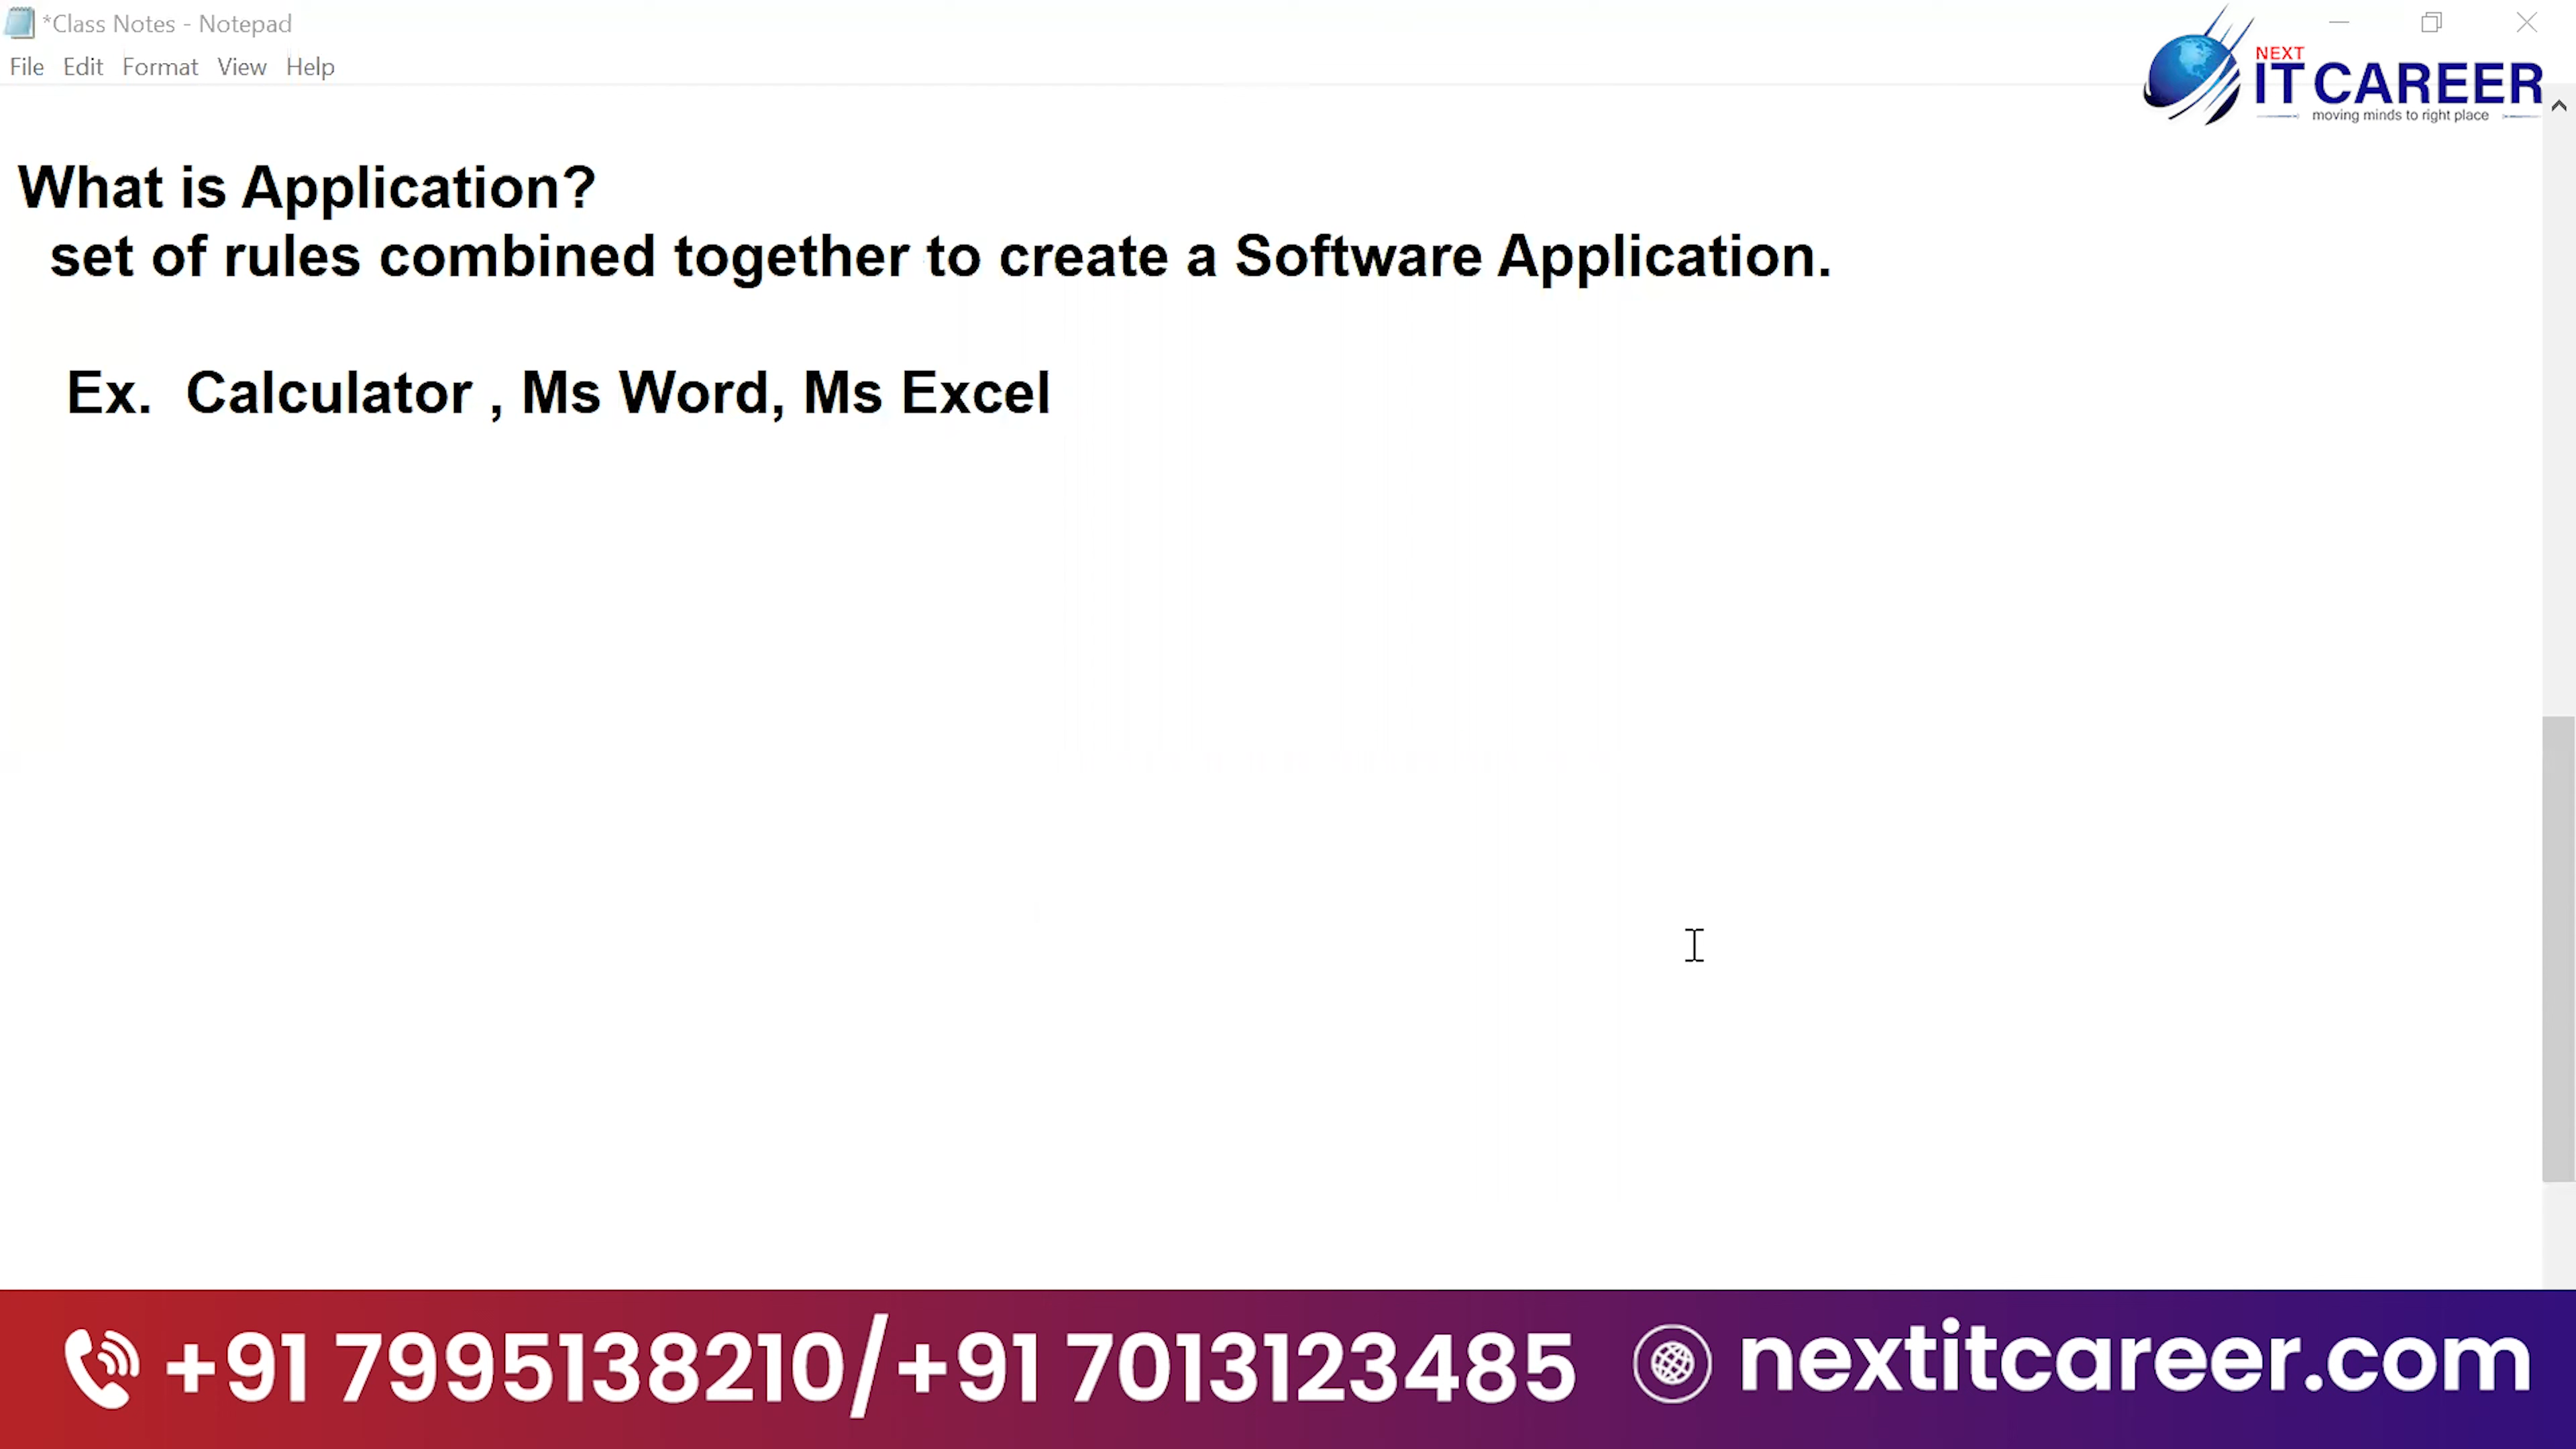 *Class Notes - Notepad
File Edit Format View Help
NEXT
IT CAREER
moving minds to right place
What is Application?
set of rules combined together to create a Software Application.
Ex. Calculator , Ms Word, Ms Excel
+91 7995138210/+91 7013123485 nextitcareer.com